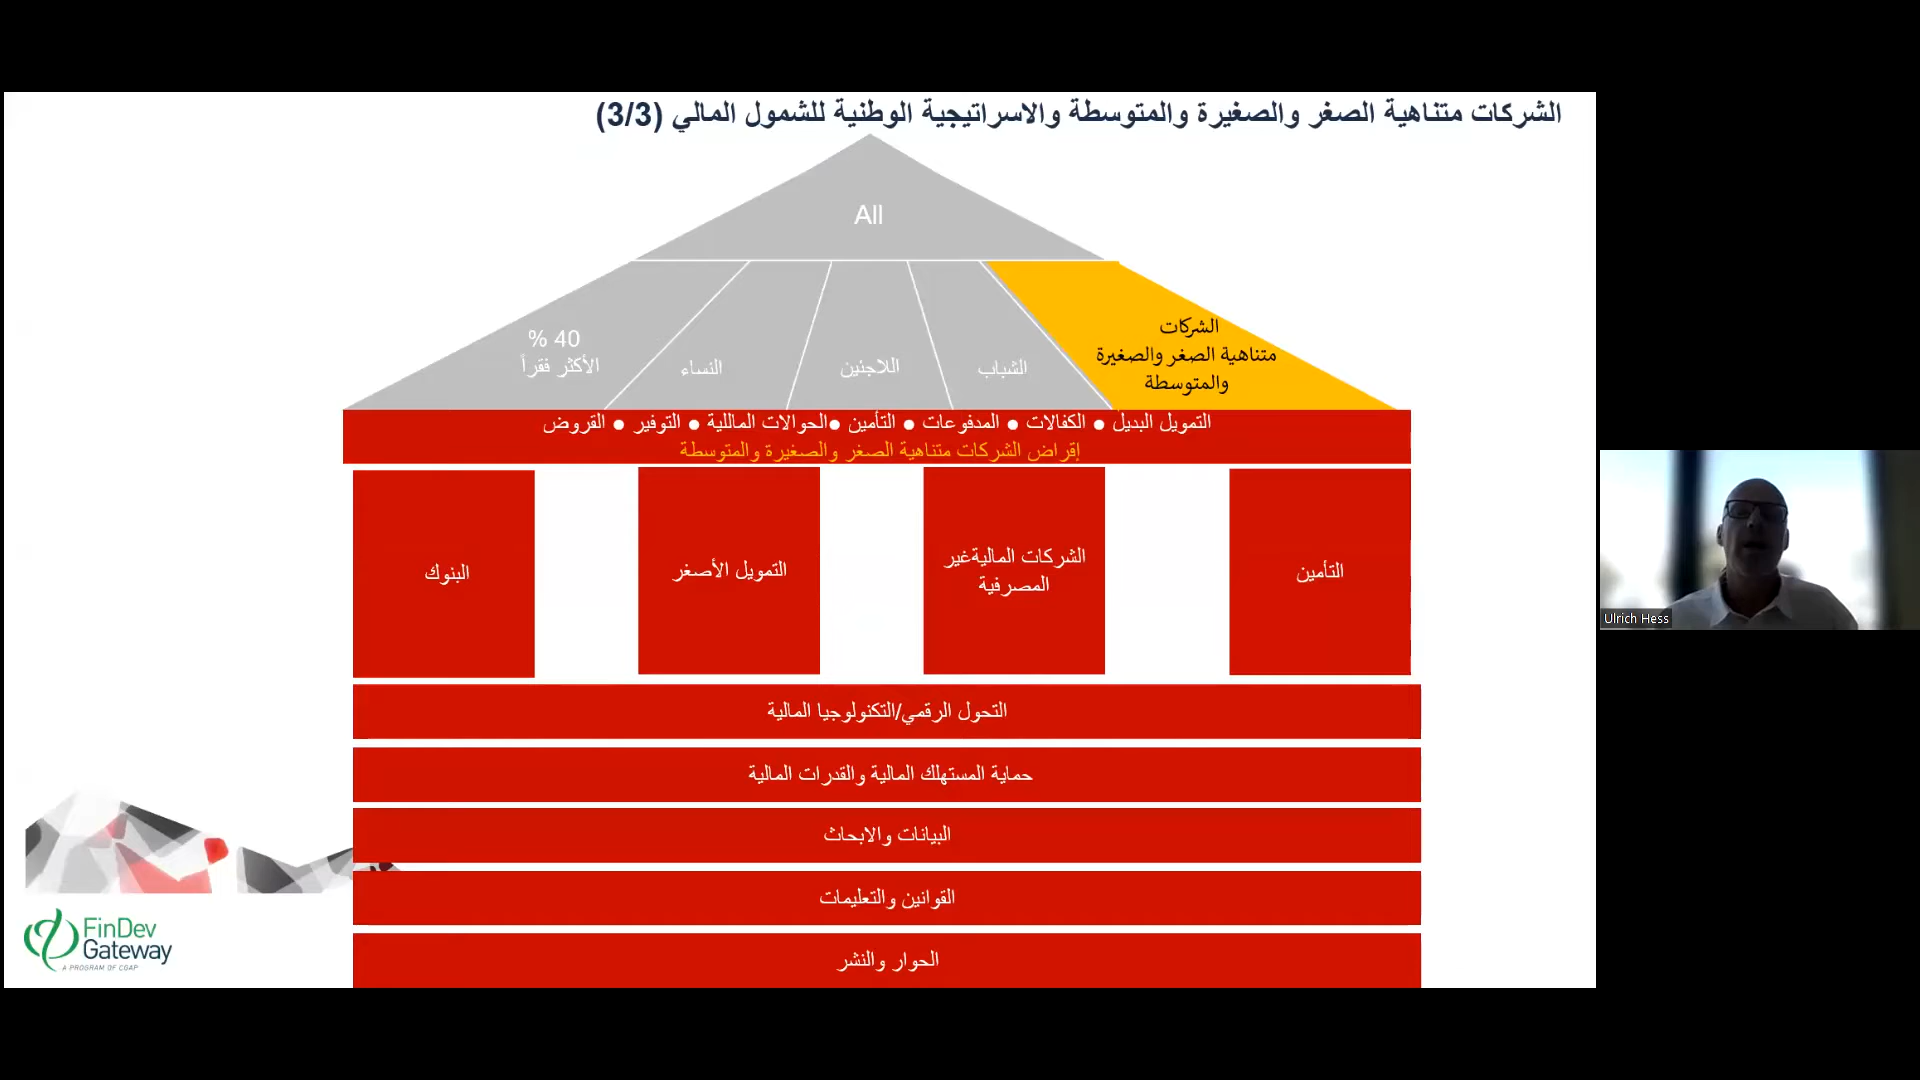 الشركات متناهية الصغر والصغيرة والمتوسطة والاسراتيجية الوطنية للشمول المالي (3/3)
All
الشركات
متناهية الصغر والصغيرة
والمتوسطة
الشباب
اللاجنين
النساء
40 %
الأكثر فقراً
التمويل البديل ● الكفالات ● المدفوعات ● التأمين ●الحوالات الماللية ● التوفير ● القروض
إقراض الشركات متناهية الصغر والصغيرة والمتوسطة
التأمين
الشركات الماليةغير
المصرفية
التمويل الأصغر
البنوك
التحول الرقمي/التكنولوجيا المالية
حماية المستهلك المالية والقدرات المالية
البيانات والابحاث
القوانين والتعليمات
الحوار والنشر
FinDev
Gateway
A PROGRAM OF CGAP
Ulrich Hess